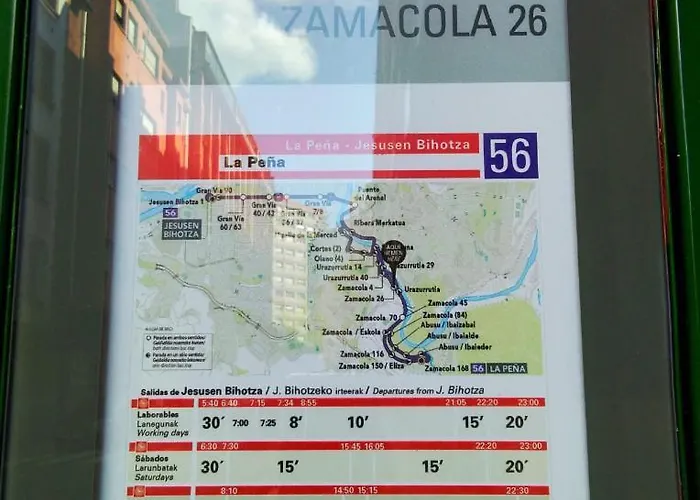 ZAMACOLA 26
La Peña - Jesusen Bihotza
56
La Peña
Gran Vía
Puente
del Arenal
Jesusen Bihotza 1
Gran Vía
60/63
Gran Vía
40/42
Gran Vía
7/8
56
JESUSEN
BIHOTZA
Ribera/Merkatua
Cortes (2)
Olano (4)
AQUÍ
HEMEN
HERE
Urazurrutia 14
Urazurrutia 29
Urazurrutia 40
Urazurrutia
Zamacola 4
Zamacola 26
Zamacola 45
Zamacola 70
Zamacola (84)
Abusu / Ibaizabal
Zamacola / Eskola
Abusu / Ibaialde
Abusu / Ibaieder
Zamacola 116
Zamacola 150 / Eliza
Zamacola 168
56 LA PEÑA
Salidas de Jesusen Bihotza / J. Bihotzeko irteerak / Departures from J. Bihotza
5:40 6:40 7:15 7:34 8:55 21:05 22:20 23:00
Laborables
Lanegunak
Working days
30´ 7:00 7:25 8´ 10´ 15´ 20´
6:30 7:30 15:45 16:05 22:20 23:00
Sábados
Larunbatak
Saturdays
30´ 15´ 15´ 20´
8:10 14:50 15:15 22:30